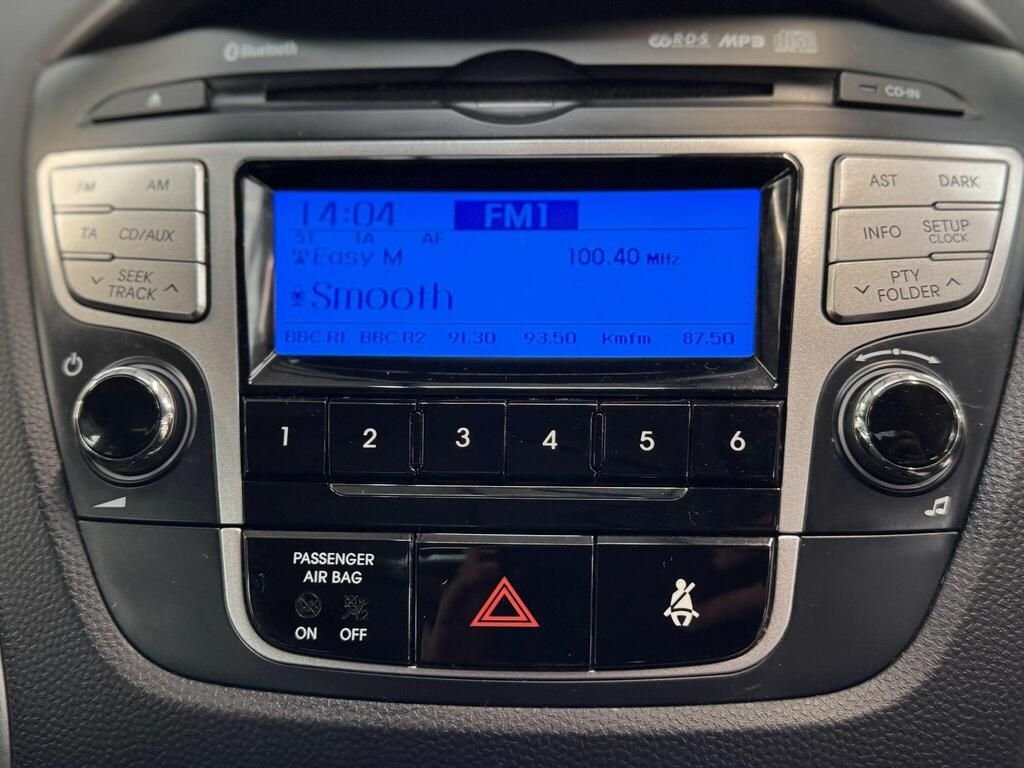 Bluetooth
R·D·S MP3
CD-IN
FM AM
TA CD/AUX
SEEK
TRACK
14:04 FM1
ST TA AF
Easy M 100.40 MHz
Smooth
BBC R1 BBC R2 91.30 93.50 kmfm 87.50
AST DARK
INFO SETUP
CLOCK
PTY
FOLDER
1 2 3 4 5 6
PASSENGER
AIR BAG
ON OFF